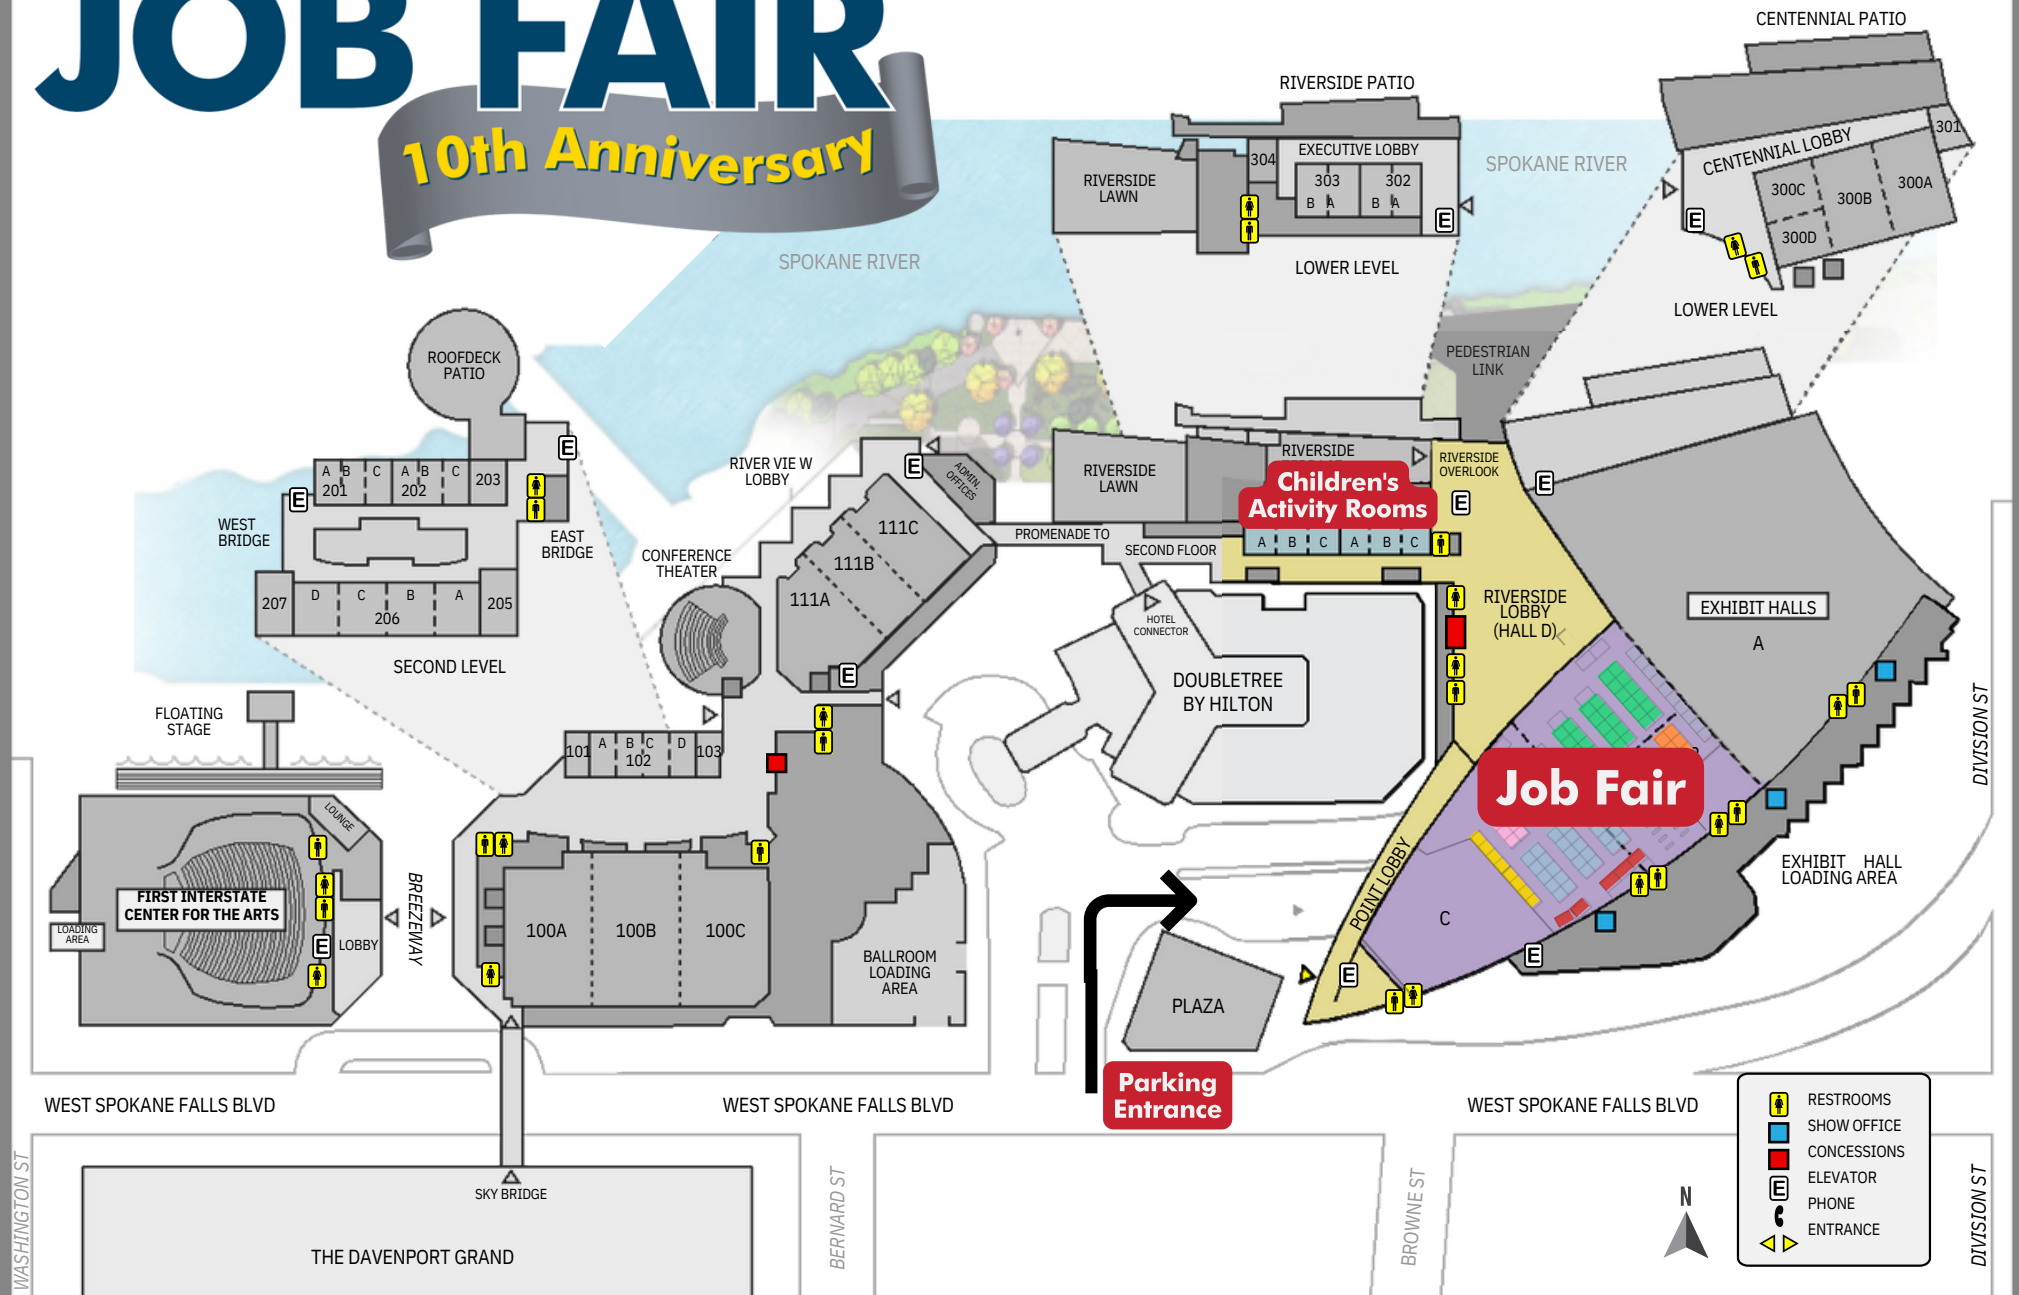 JOB FAIR
10th Anniversary
CENTENNIAL PATIO
RIVERSIDE PATIO
301
CENTENNIAL LOBBY
300C
300B
300A
300D
LOWER LEVEL
304
EXECUTIVE LOBBY
303
302
B A
B A
RIVERSIDE
LAWN
E
E
LOWER LEVEL
SPOKANE RIVER
SPOKANE RIVER
PEDESTRIAN
LINK
ROOFDECK
PATIO
E
A B C
201
A B C
202
203
E
WEST
BRIDGE
EAST
BRIDGE
207
D C B A
206
205
SECOND LEVEL
RIVER VIE W
LOBBY
E
ADMIN.
OFFICES
111C
111B
111A
E
CONFERENCE
THEATER
PROMENADE TO
SECOND FLOOR
RIVERSIDE
LAWN
RIVERSIDE
Children's
Activity Rooms
A B C A B C
RIVERSIDE
OVERLOOK
E
E
RIVERSIDE
LOBBY
(HALL D)
EXHIBIT HALLS
A
HOTEL
CONNECTOR
DOUBLETREE
BY HILTON
FLOATING
STAGE
101
A B C D
102
103
LOUNGE
FIRST INTERSTATE
CENTER FOR THE ARTS
LOADING
AREA
E
LOBBY
BREEZEWAY
100A
100B
100C
BALLROOM
LOADING
AREA
Job Fair
POINT LOBBY
C
E
E
EXHIBIT HALL
LOADING AREA
DIVISION ST
PLAZA
Parking
Entrance
WEST SPOKANE FALLS BLVD
WEST SPOKANE FALLS BLVD
WEST SPOKANE FALLS BLVD
WASHINGTON ST
SKY BRIDGE
THE DAVENPORT GRAND
BERNARD ST
BROWNE ST
N
RESTROOMS
SHOW OFFICE
CONCESSIONS
E ELEVATOR
PHONE
ENTRANCE
DIVISION ST